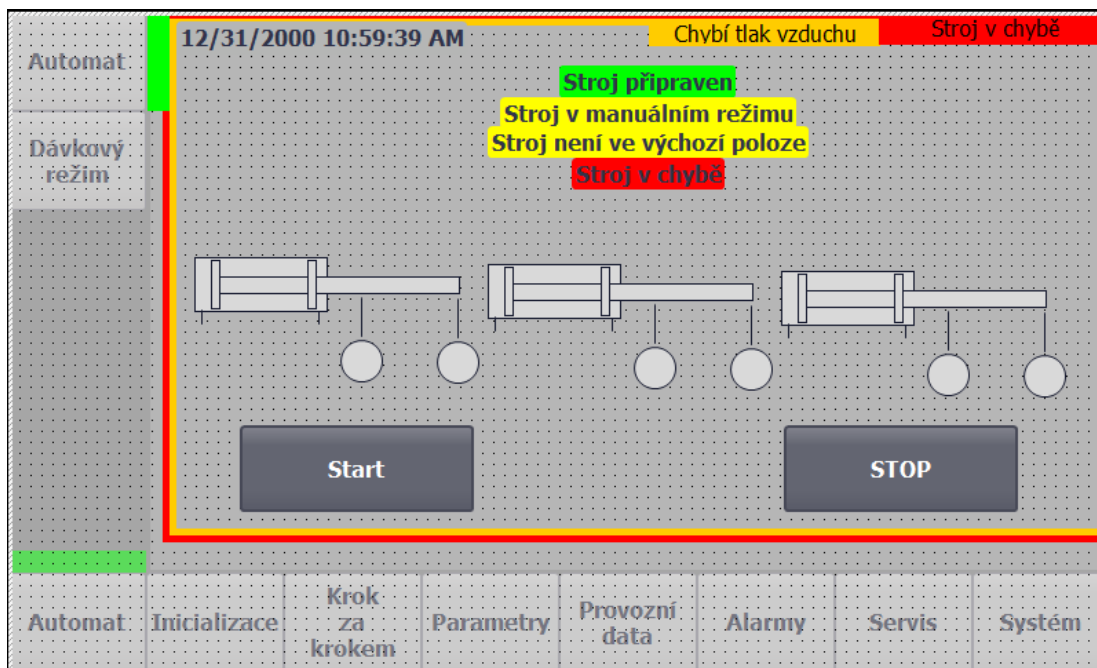 Automat
12/31/2000 10:59:39 AM
Chybí tlak vzduchu
Stroj v chybě
Stroj připraven
Stroj v manuálním režimu
Stroj není ve výchozí poloze
Stroj v chybě
Dávkový
režim
Start
STOP
Automat
Inicializace
Krok
za
krokem
Parametry
Provozní
data
Alarmy
Servis
Systém